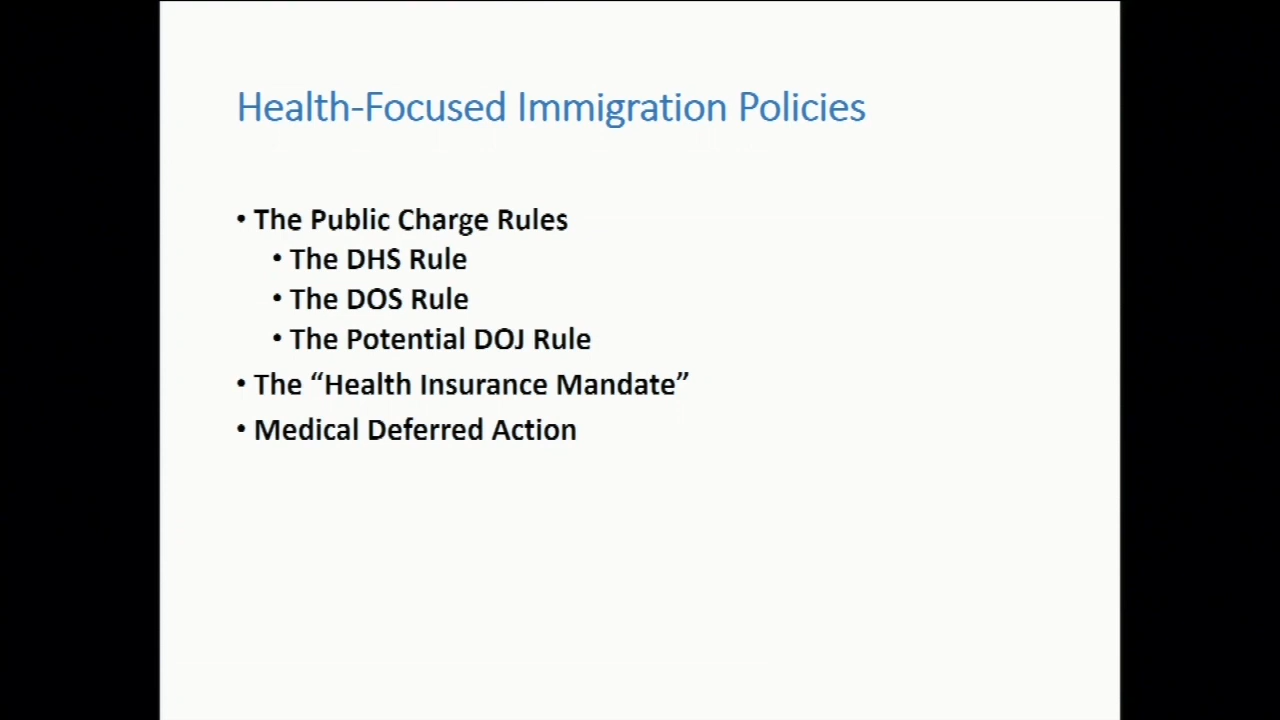 Health-Focused Immigration Policies
• The Public Charge Rules
• The DHS Rule
• The DOS Rule
• The Potential DOJ Rule
• The “Health Insurance Mandate”
• Medical Deferred Action